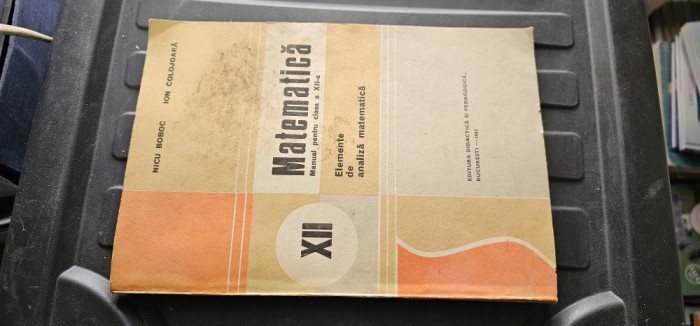 NICU BOBOC ION COLOJOARĂ
Matematică
Manual pentru clasa a XII-a
Elemente
de
analiză matematică
XII
EDITURA DIDACTICĂ ȘI PEDAGOGICĂ,
BUCUREȘTI — 1981